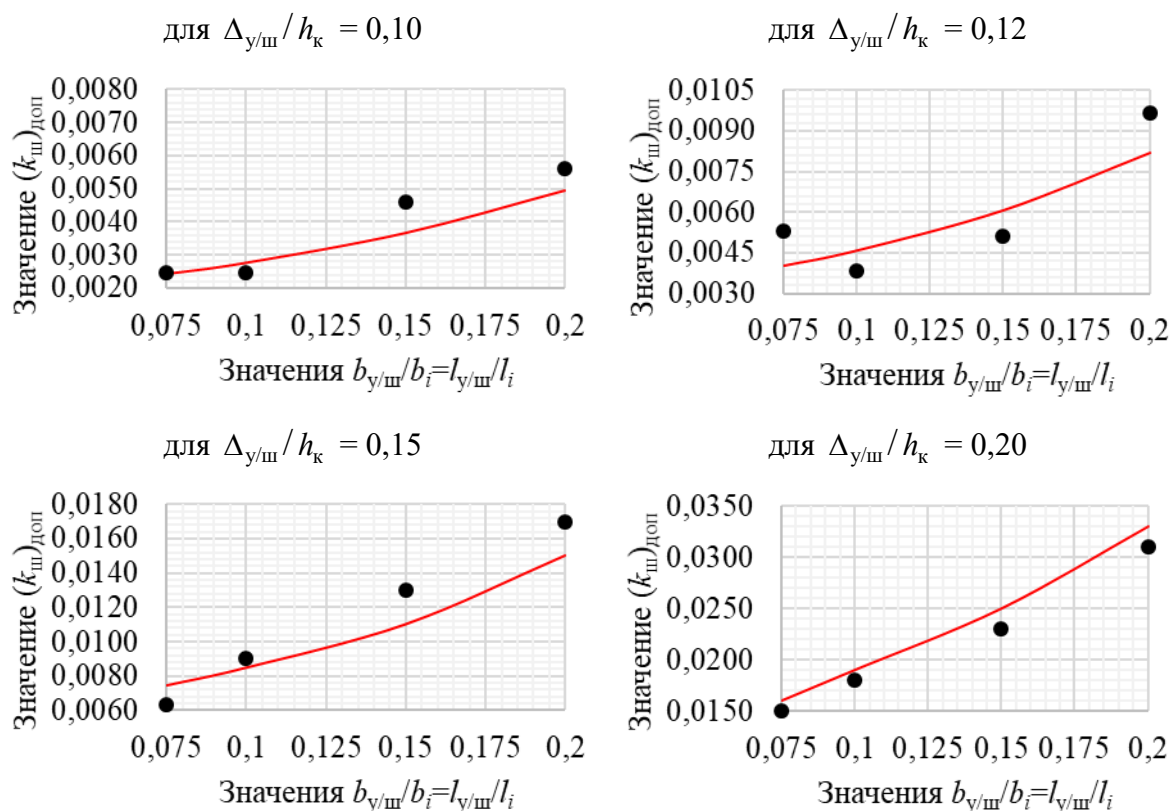 для Δу/ш/hк = 0,10
0,0080
0,0070
0,0060
0,0050
0,0040
0,0030
0,0020
Значение (kш)доп
0,075 0,1 0,15 0,175 0,2
Значения bу/ш/bi=lу/ш/li
для Δу/ш/hк = 0,12
0,0105
0,0090
0,0075
0,0060
0,0045
0,0030
Значение (kш)доп
0,075 0,1 0,125 0,15 0,175 0,2
Значения bу/ш/bi=lу/ш/li
для Δу/ш/hк = 0,15
0,0180
0,0160
0,0140
0,0120
0,0100
0,0080
0,0060
Значение (kш)доп
0,075 0,1 0,125 0,15 0,175 0,2
Значения bу/ш/bi=lу/ш/li
для Δу/ш/hк = 0,20
0,0350
0,0300
0,0250
0,0200
0,0150
Значение (kш)доп
0,075 0,1 0,125 0,15 0,175 0,2
Значения bу/ш/bi=lу/ш/li